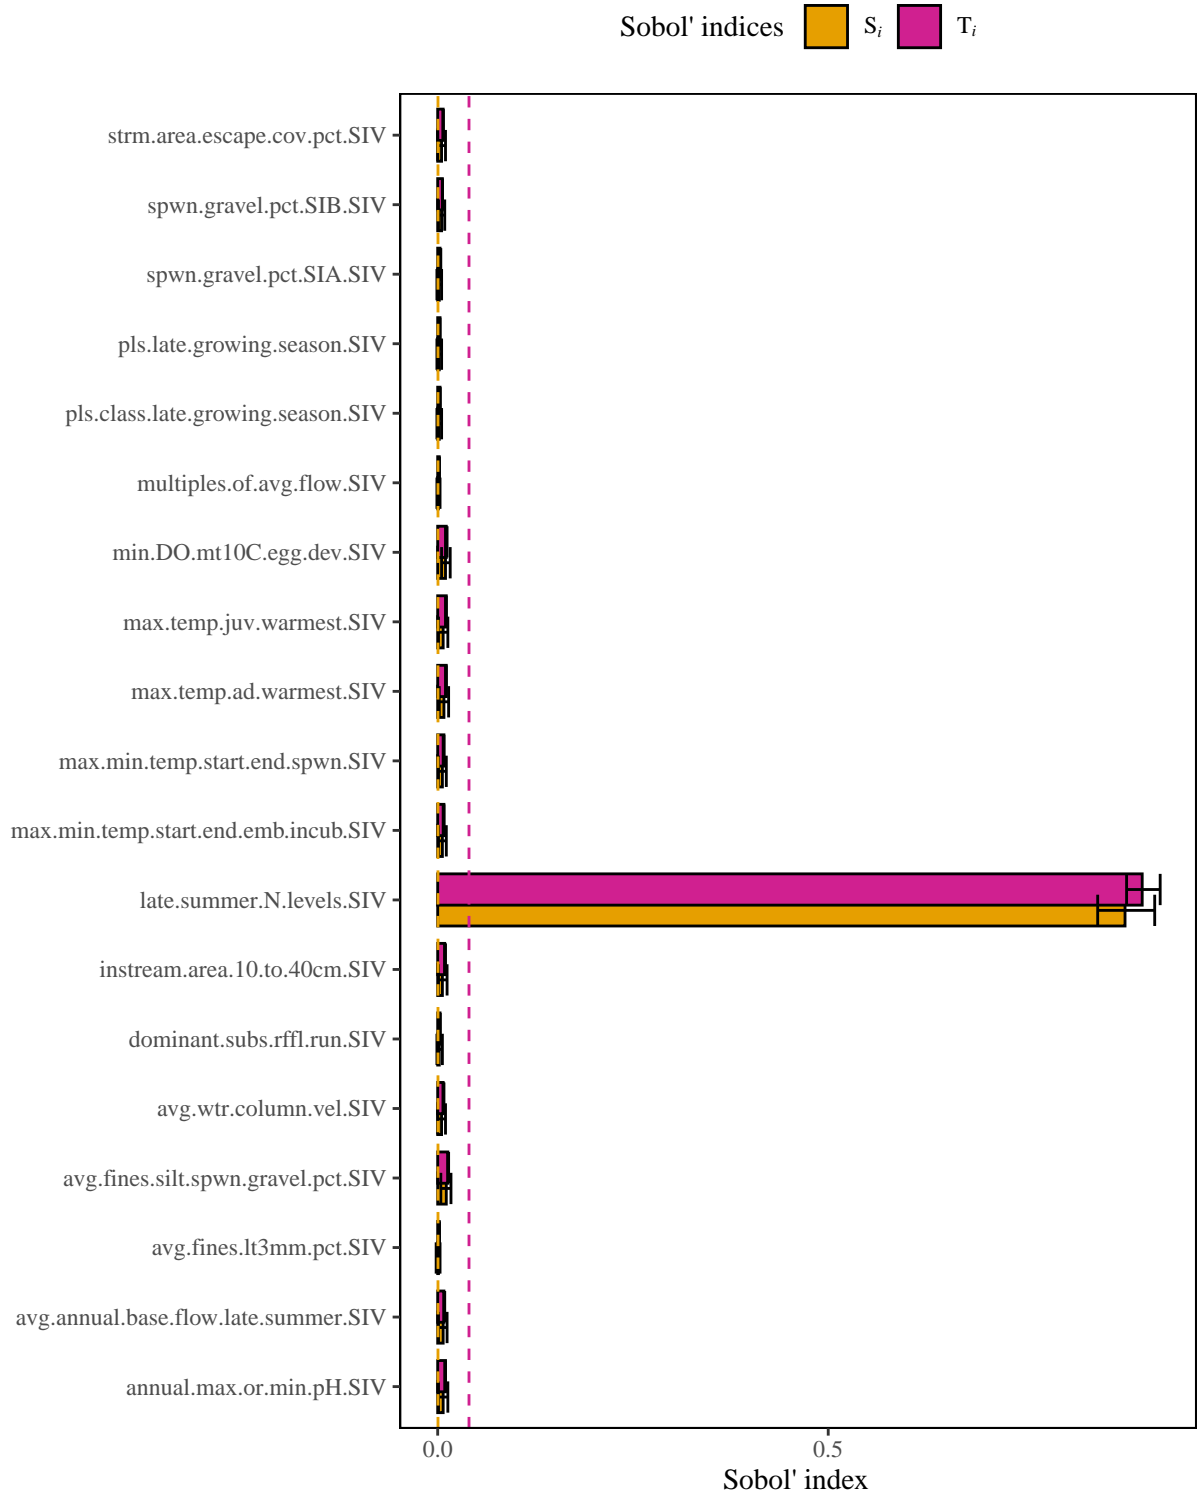 Sobol' indices Sᵢ Tᵢ
strm.area.escape.cov.pct.SIV
spwn.gravel.pct.SIB.SIV
spwn.gravel.pct.SIA.SIV
pls.late.growing.season.SIV
pls.class.late.growing.season.SIV
multiples.of.avg.flow.SIV
min.DO.mt10C.egg.dev.SIV
max.temp.juv.warmest.SIV
max.temp.ad.warmest.SIV
max.min.temp.start.end.spwn.SIV
max.min.temp.start.end.emb.incub.SIV
late.summer.N.levels.SIV
instream.area.10.to.40cm.SIV
dominant.subs.rffl.run.SIV
avg.wtr.column.vel.SIV
avg.fines.silt.spwn.gravel.pct.SIV
avg.fines.lt3mm.pct.SIV
avg.annual.base.flow.late.summer.SIV
annual.max.or.min.pH.SIV
0.0 0.5
Sobol' index